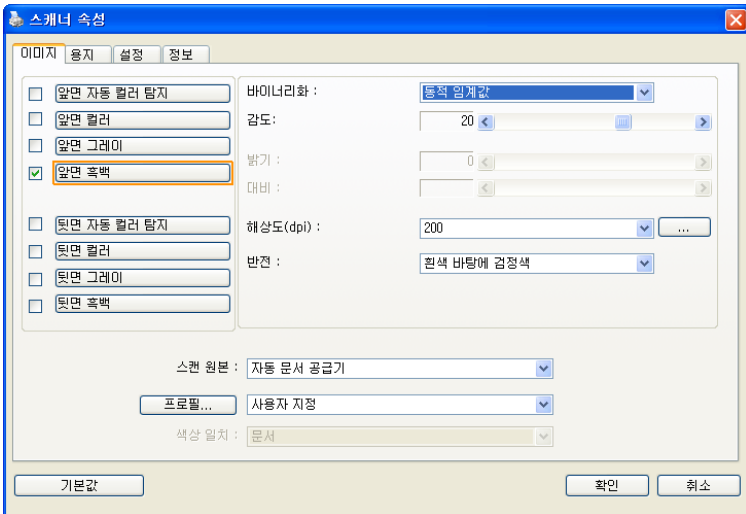 스캐너 속성
이미지 용지 설정 정보
앞면 자동 컬러 탐지
앞면 컬러
앞면 그레이
앞면 흑백
뒷면 자동 컬러 탐지
뒷면 컬러
뒷면 그레이
뒷면 흑백
바이너리화 : 동적 임계값
감도: 20
밝기 : 0
대비 :
해상도(dpi) : 200 ...
반전 : 흰색 바탕에 검정색
스캔 원본 : 자동 문서 공급기
프로필... 사용자 지정
색상 일치 : 문서
기본값 확인 취소